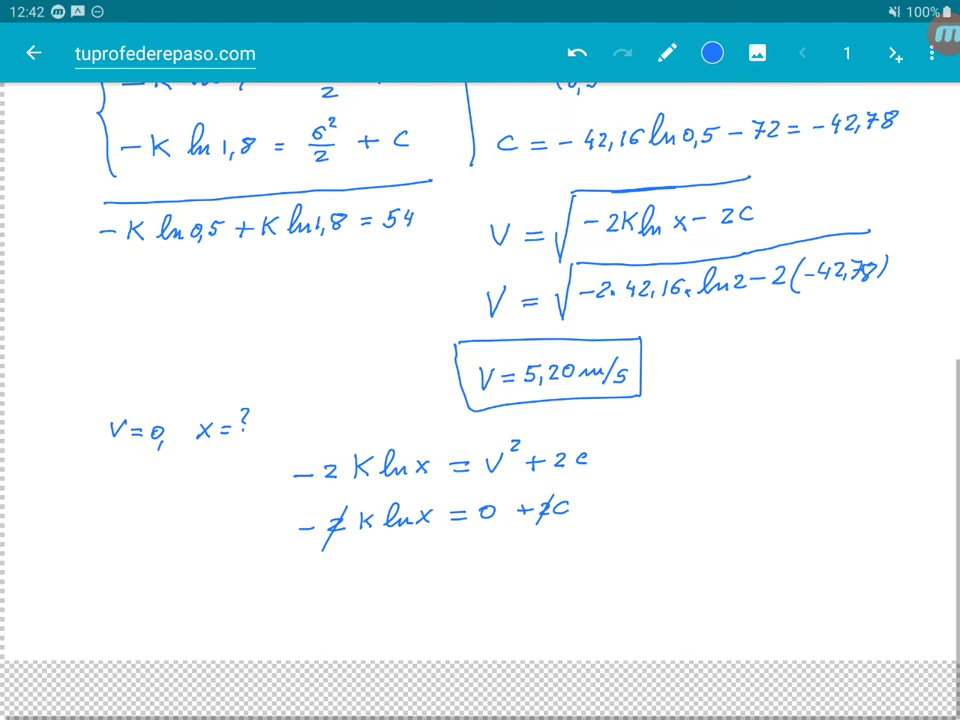 12:42
100%
tuprofederepaso.com
1
2
C = - 42,16 ln 0,5 - 72 = - 42,78
- K ln 1,8 = 6²/2 + C
- K ln 0,5 + K ln 1,8 = 54
V = √(- 2K ln x - 2C
V = √(-2. 42,16. ln 2 - 2(-42,78)
V = 5,20 m/s
V = 0, x = ?
- 2 K ln x = V² + 2 C
- 2 K ln x = 0 + 2C